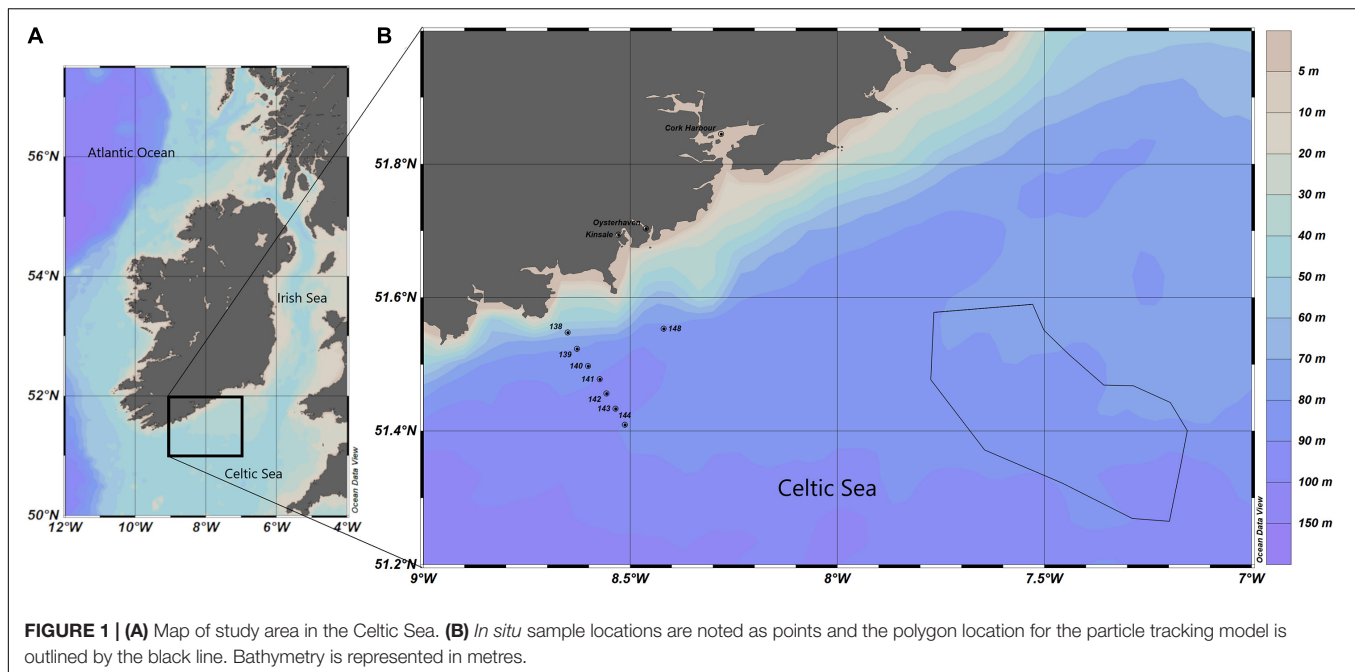 A
B
56°N
54°N
52°N
50°N
12°W
10°W
8°W
6°W
4°W
Atlantic Ocean
Irish Sea
Celtic Sea
Ocean Data View
51.8°N
51.6°N
51.4°N
51.2°N
9°W
8.5°W
8°W
7.5°W
7°W
Cork Harbour
Oysterhaven
Kinsale
138
148
139
140
141
142
143
144
Celtic Sea
Ocean Data View
5 m
10 m
20 m
30 m
40 m
50 m
60 m
70 m
80 m
90 m
100 m
150 m
FIGURE 1 | (A) Map of study area in the Celtic Sea. (B) In situ sample locations are noted as points and the polygon location for the particle tracking model is
outlined by the black line. Bathymetry is represented in metres.